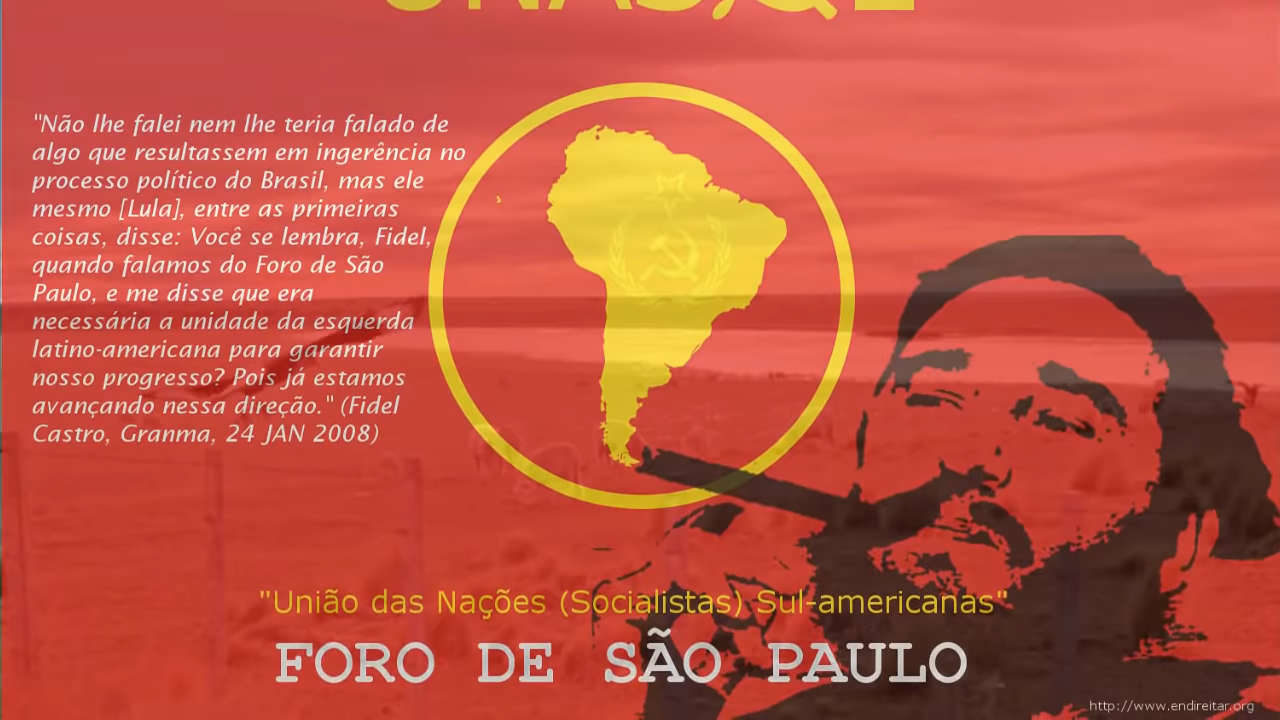 "Não lhe falei nem lhe teria falado de
algo que resultassem em ingerência no
processo político do Brasil, mas ele
mesmo [Lula], entre as primeiras
coisas, disse: Você se lembra, Fidel,
quando falamos do Foro de São
Paulo, e me disse que era
necessária a unidade da esquerda
latino-americana para garantir
nosso progresso? Pois já estamos
avançando nessa direção." (Fidel
Castro, Granma, 24 JAN 2008)
"União das Nações (Socialistas) Sul-americanas"
FORO DE SÃO PAULO
http://www.endireitar.org